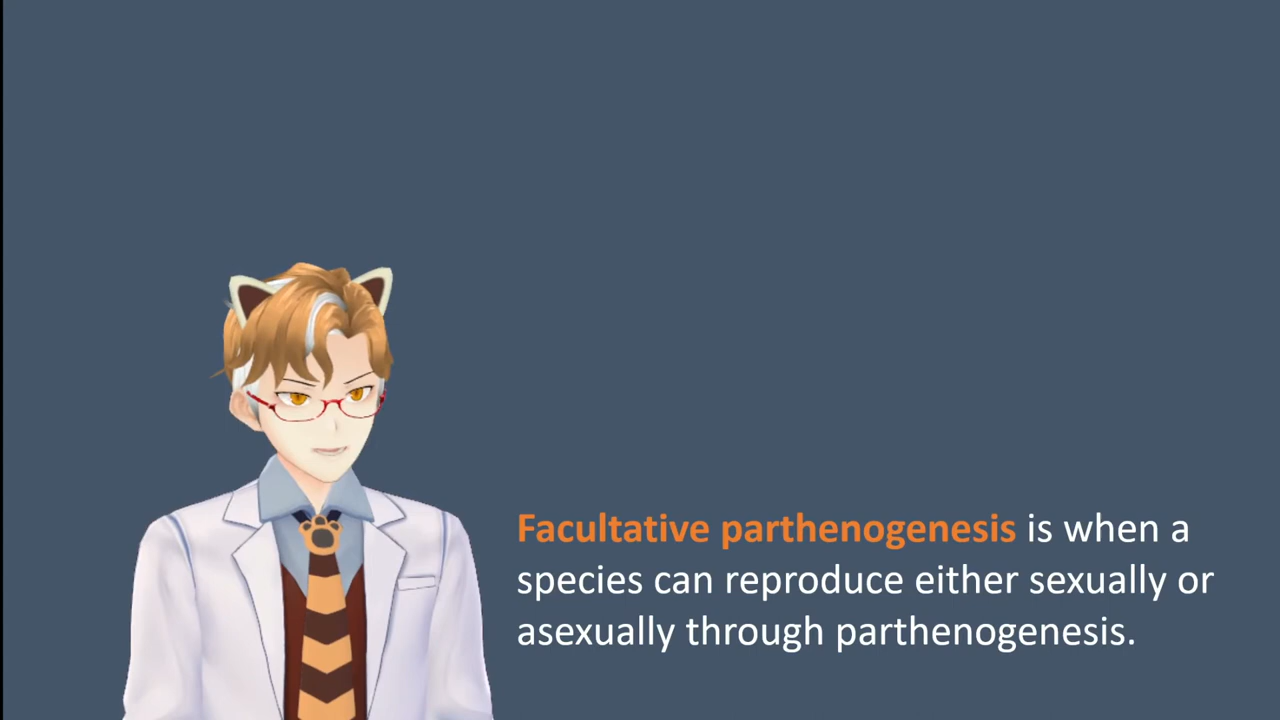 Facultative parthenogenesis is when a
species can reproduce either sexually or
asexually through parthenogenesis.